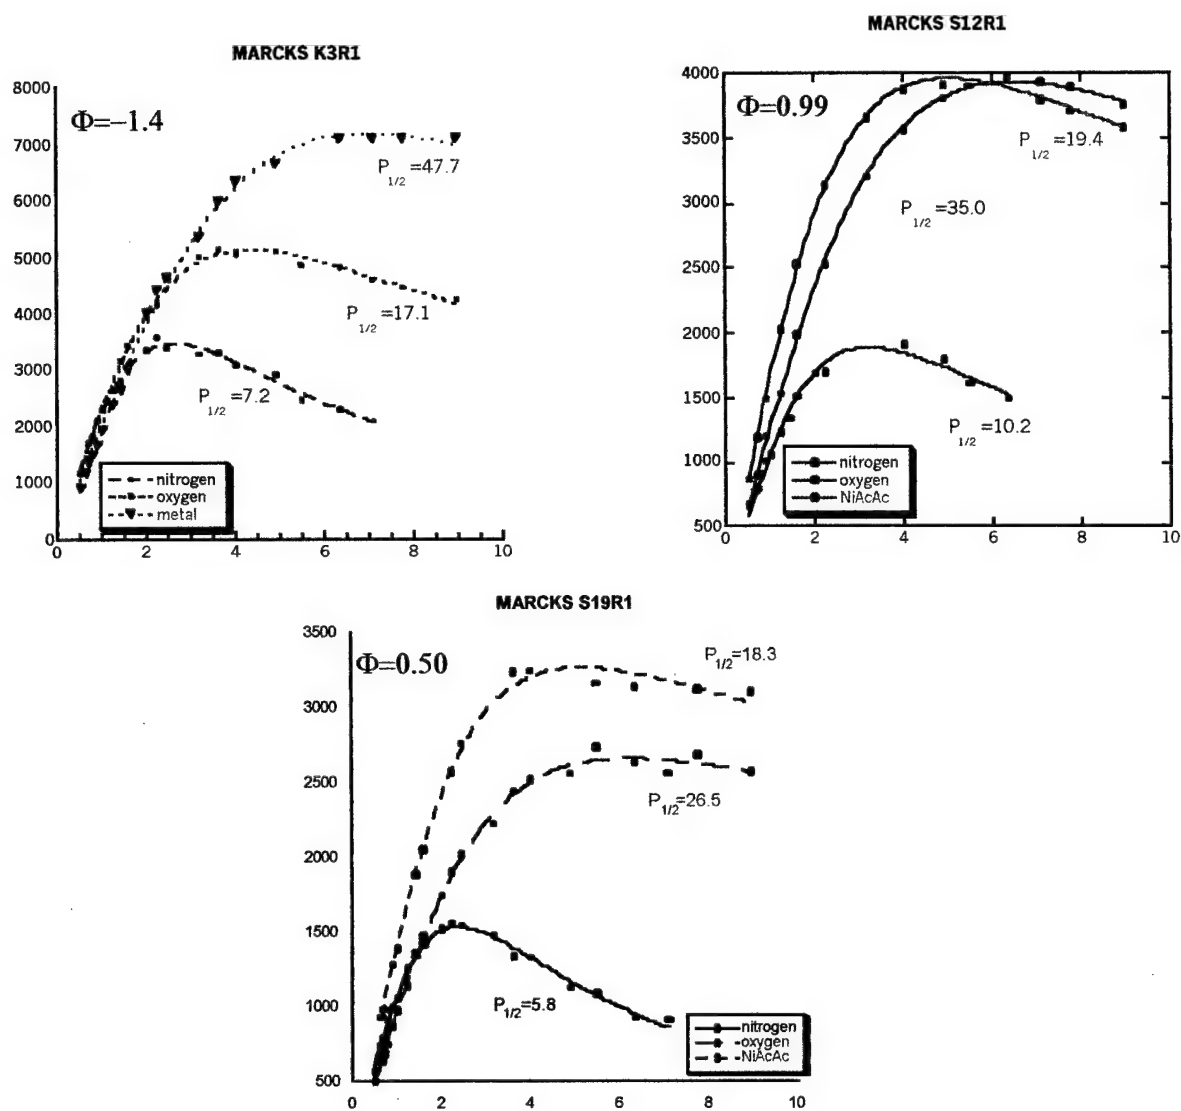 MARCKS K3R1
8000
7000
6000
5000
4000
3000
2000
1000
0
Φ=–1.4
P1/2 =47.7
P1/2 =17.1
P1/2 =7.2
nitrogen
oxygen
metal
0 2 4 6 8 10
MARCKS S12R1
4000
3500
3000
2500
2000
1500
1000
500
Φ=0.99
P1/2 =19.4
P1/2 =35.0
P1/2 =10.2
nitrogen
oxygen
NiAcAc
0 2 4 6 8 10
MARCKS S19R1
3500
3000
2500
2000
1500
1000
500
Φ=0.50
P1/2=18.3
P1/2=26.5
P1/2=5.8
nitrogen
oxygen
NiAcAc
0 2 4 6 8 10